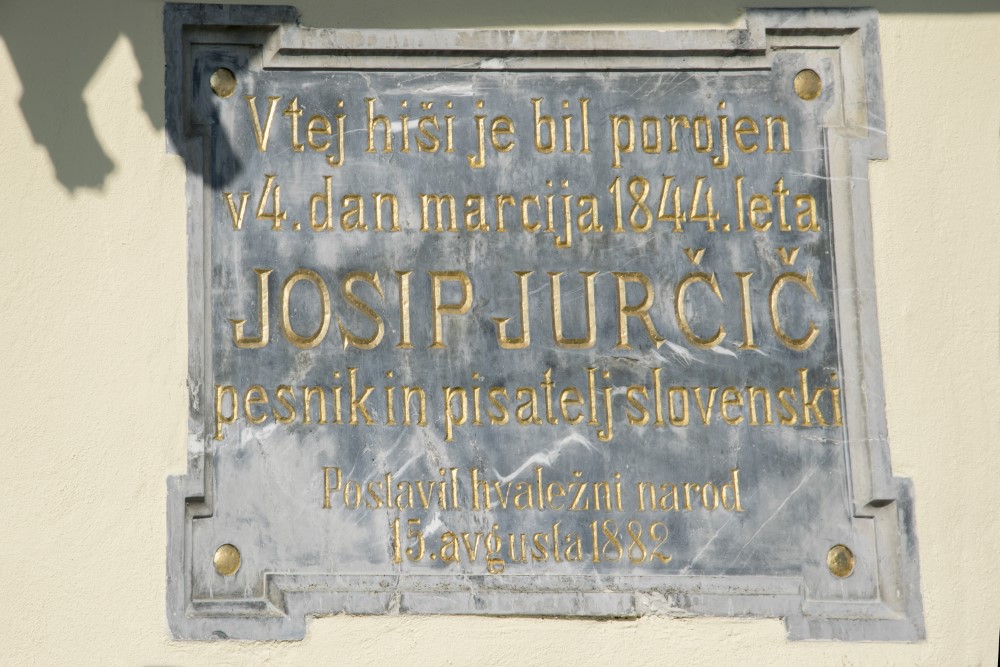 V tej hiši je bil porojen
v 4. dan marcija 1844. leta
JOSIP JURČIČ
pesnik in pisatelj slovenski
Postavil hvaležni narod
15. avgusta 1882